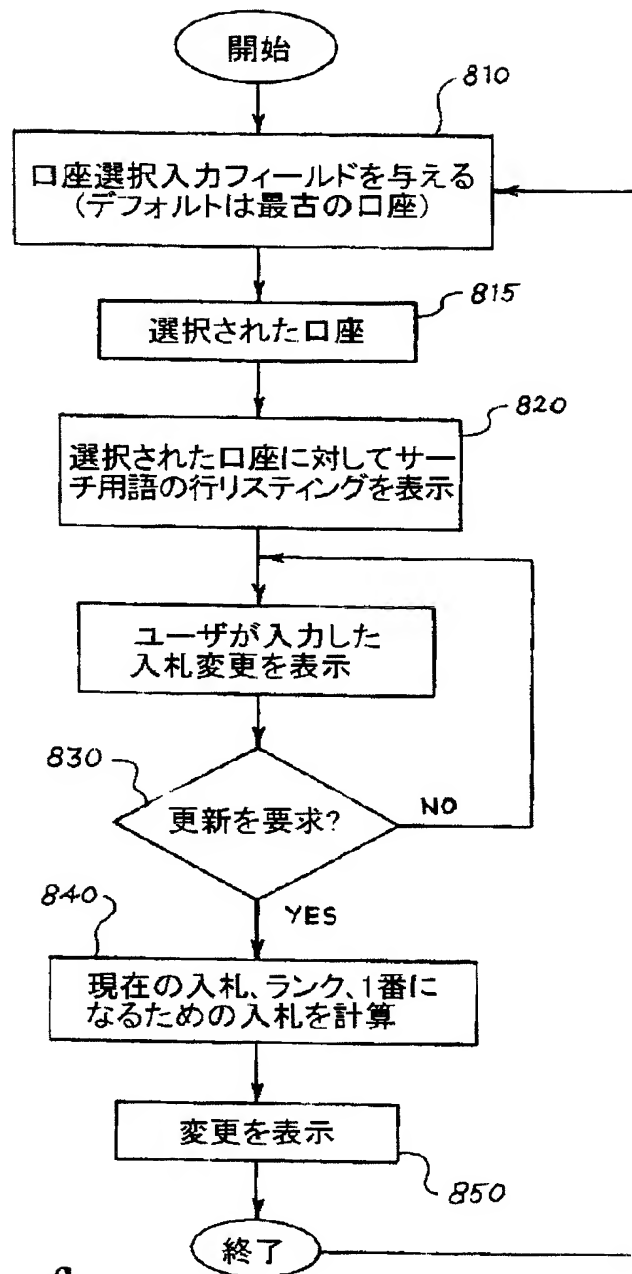 開始
810
口座選択入力フィールドを与える
(デフォルトは最古の口座)
815
選択された口座
820
選択された口座に対してサー
チ用語の行リスティングを表示
ユーザが入力した
入札変更を表示
830
更新を要求?
NO
YES
840
現在の入札、ランク、1番に
なるための入札を計算
変更を表示
850
終了